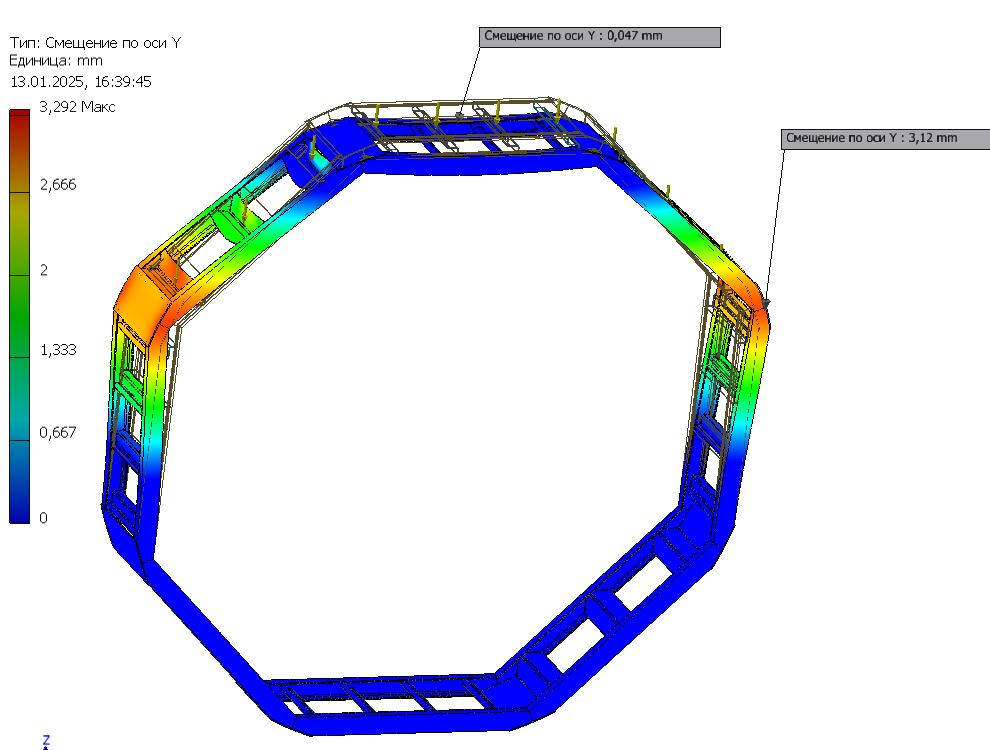 Тип: Смещение по оси Y
Единица: mm
13.01.2025, 16:39:45
3,292 Макс
2,666
2
1,333
0,667
0
Смещение по оси Y : 0,047 mm
Смещение по оси Y : 3,12 mm
Z